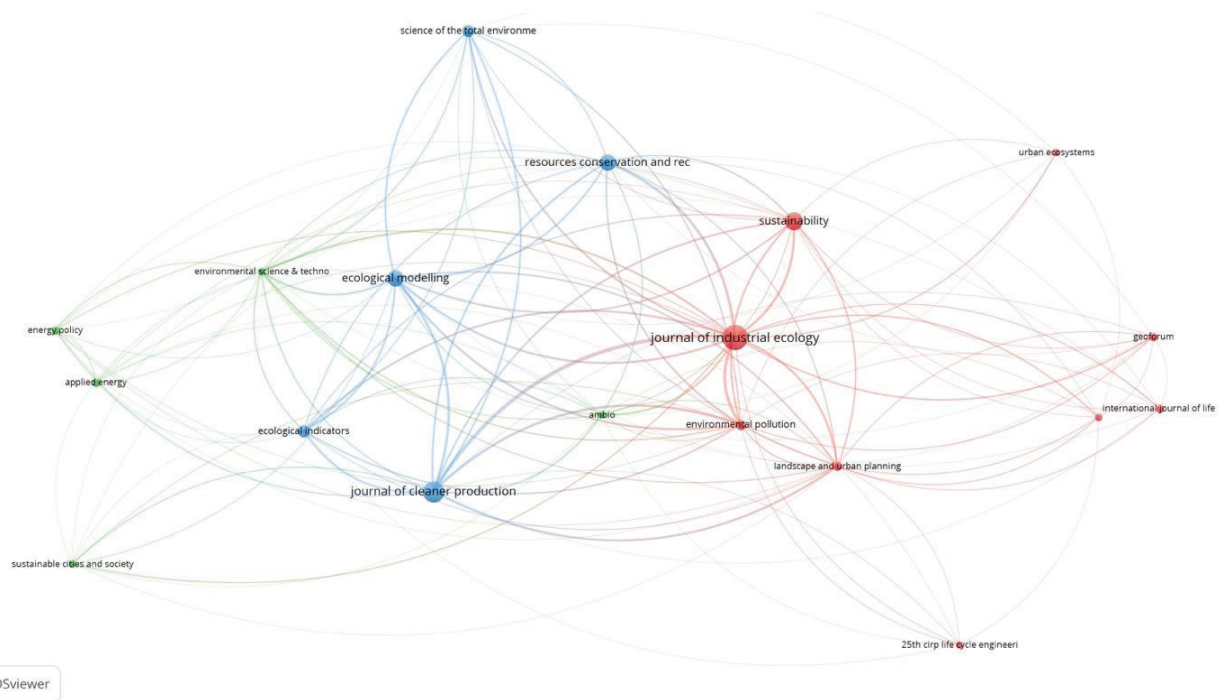 science of the total environme
resources conservation and rec
urban ecosystems
sustainability
environmental science & techno
ecological modelling
energy policy
journal of industrial ecology
geoforum
applied energy
international journal of life
ambio
environmental pollution
ecological indicators
landscape and urban planning
journal of cleaner production
sustainable cities and society
25th cirp life cycle engineeri
OSviewer